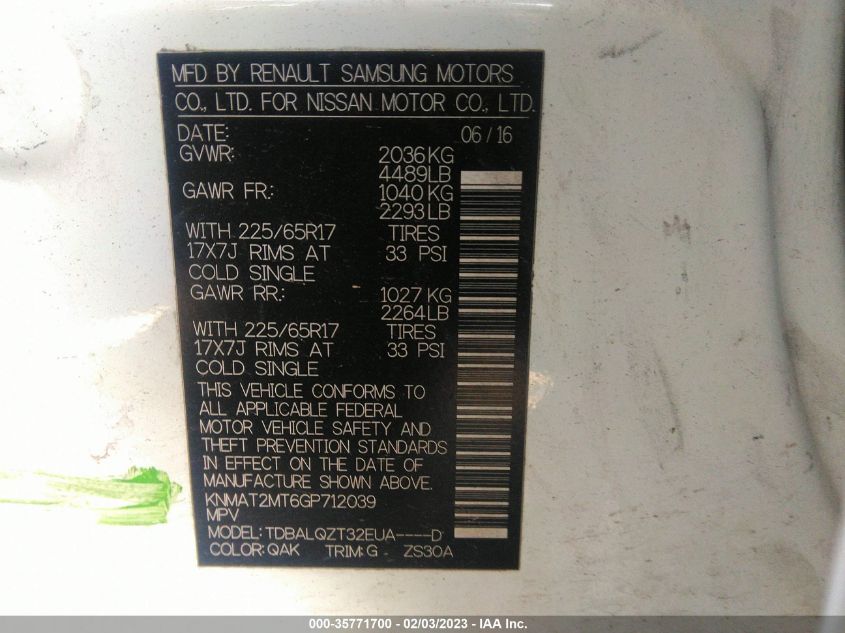 MFD BY RENAULT SAMSUNG MOTORS
CO., LTD. FOR NISSAN MOTOR CO., LTD.
DATE: 06 / 16
GVWR: 2036 KG
4489 LB
GAWR FR: 1040 KG
2293 LB
WITH 225/65R17 TIRES
17X7J RIMS AT 33 PSI
COLD SINGLE
GAWR RR: 1027 KG
2264 LB
WITH 225/65R17 TIRES
17X7J RIMS AT 33 PSI
COLD SINGLE
THIS VEHICLE CONFORMS TO
ALL APPLICABLE FEDERAL
MOTOR VEHICLE SAFETY AND
THEFT PREVENTION STANDARDS
IN EFFECT ON THE DATE OF
MANUFACTURE SHOWN ABOVE.
KNMAT2MT6GP712039
MPV
MODEL: TDBALQZT32EUA----D
COLOR: QAK TRIM: G ZS30A
000-35771700 - 02/03/2023 - IAA Inc.